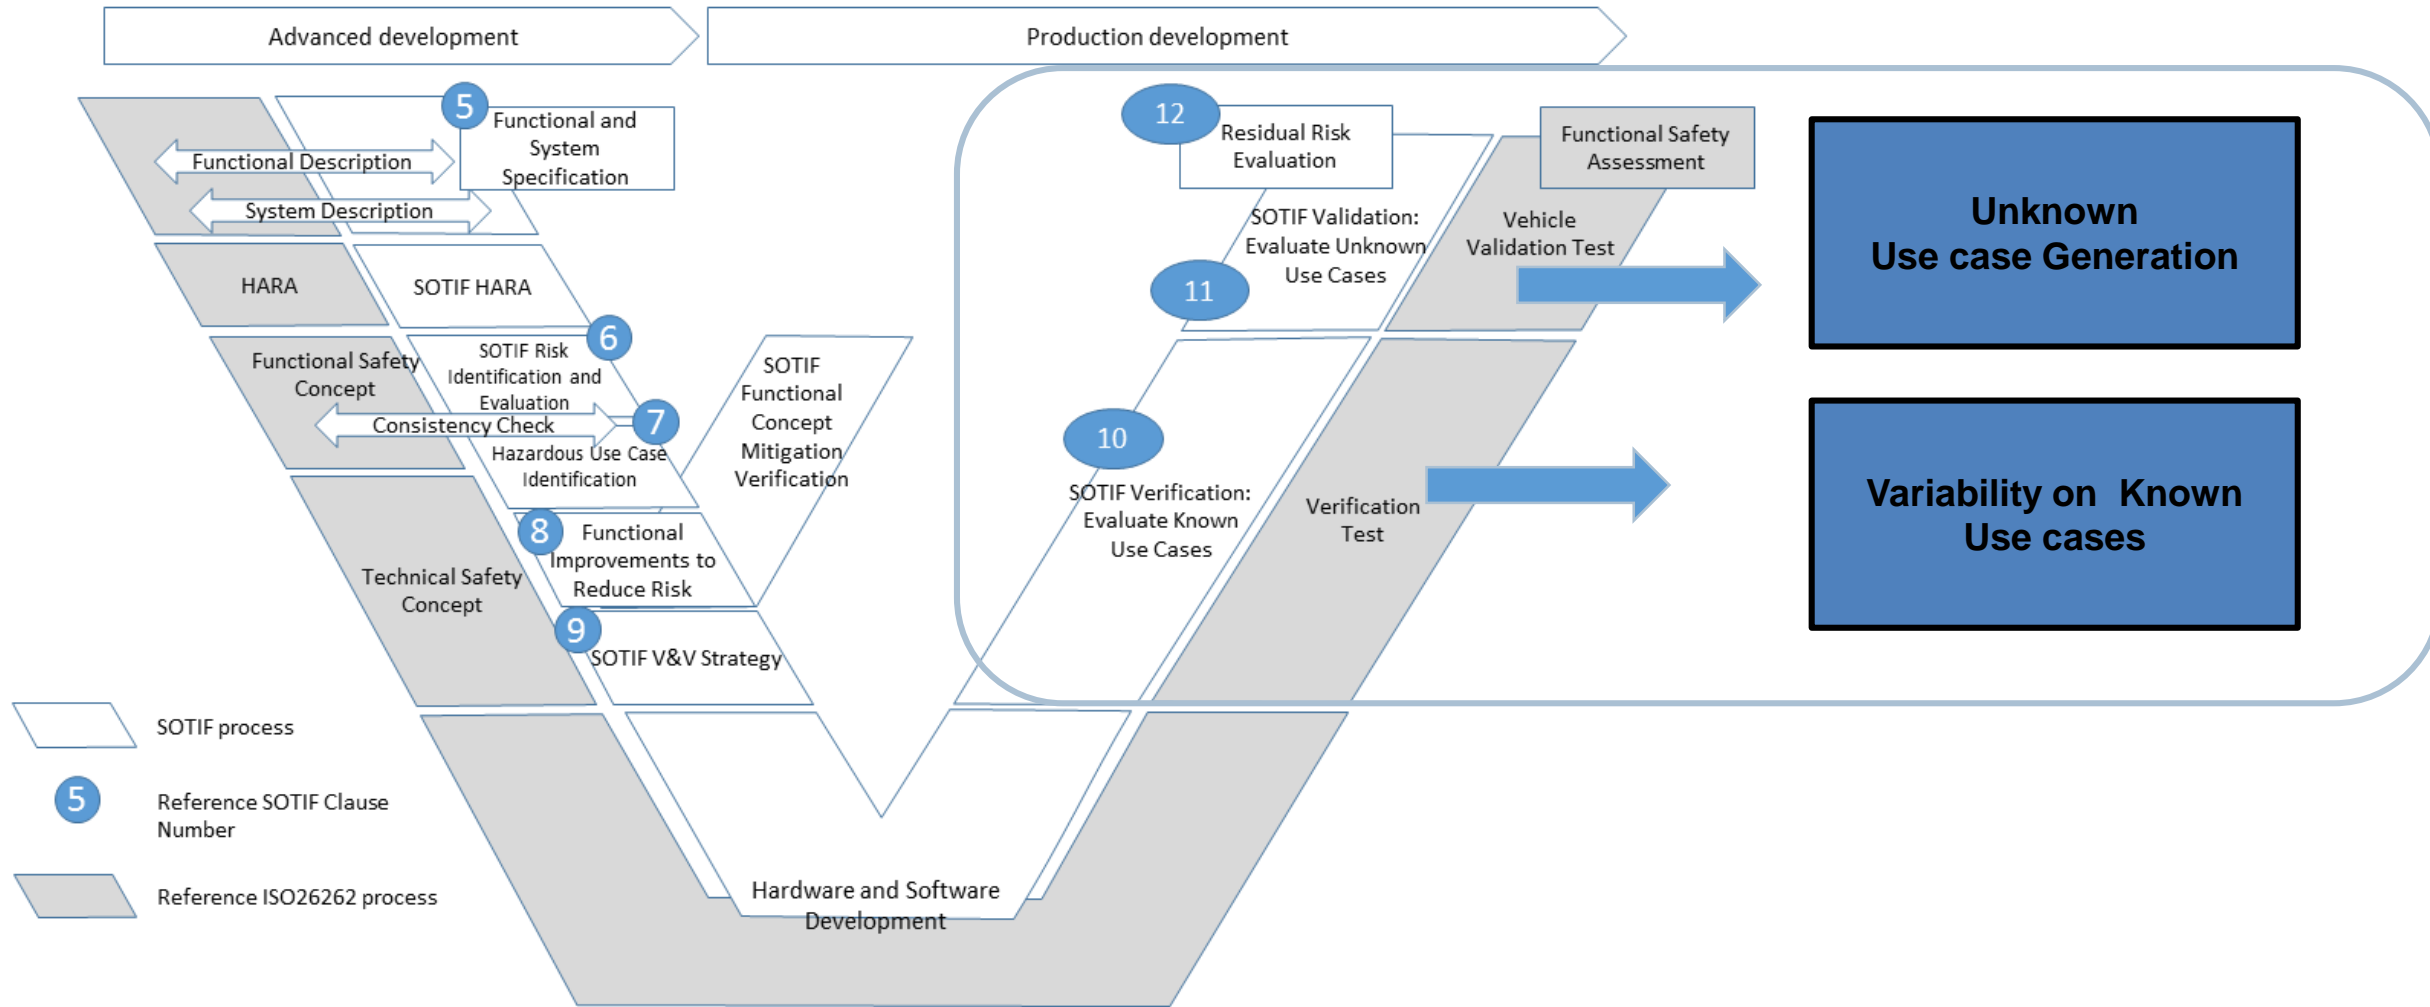 Advanced development
Production development
5
Functional and
System
Specification
Functional Description
System Description
HARA
SOTIF HARA
6
SOTIF Risk
Identification and
Evaluation
Functional Safety
Concept
Consistency Check
7
Hazardous Use Case
Identification
SOTIF
Functional
Concept
Mitigation
Verification
8
Functional
Improvements to
Reduce Risk
Technical Safety
Concept
9
SOTIF V&V Strategy
Hardware and Software
Development
12
Residual Risk
Evaluation
Functional Safety
Assessment
SOTIF Validation:
Evaluate Unknown
Use Cases
11
Vehicle
Validation Test
10
SOTIF Verification:
Evaluate Known
Use Cases
Verification
Test
Unknown
Use case Generation
Variability on Known
Use cases
SOTIF process
5
Reference SOTIF Clause
Number
Reference ISO26262 process